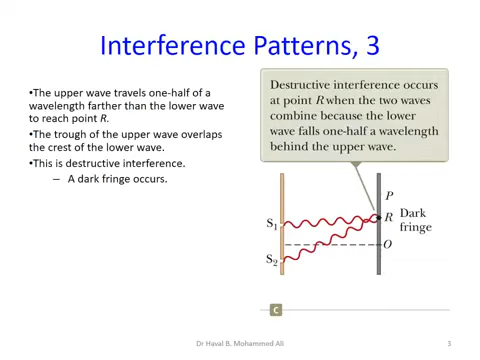 Interference Patterns, 3
•The upper wave travels one-half of a
wavelength farther than the lower wave
to reach point R.
•The trough of the upper wave overlaps
the crest of the lower wave.
•This is destructive interference.
– A dark fringe occurs.
Destructive interference occurs
at point R when the two waves
combine because the lower
wave falls one-half a wavelength
behind the upper wave.
P
S1
R Dark
fringe
O
S2
C
Dr Haval B. Mohammed Ali
3